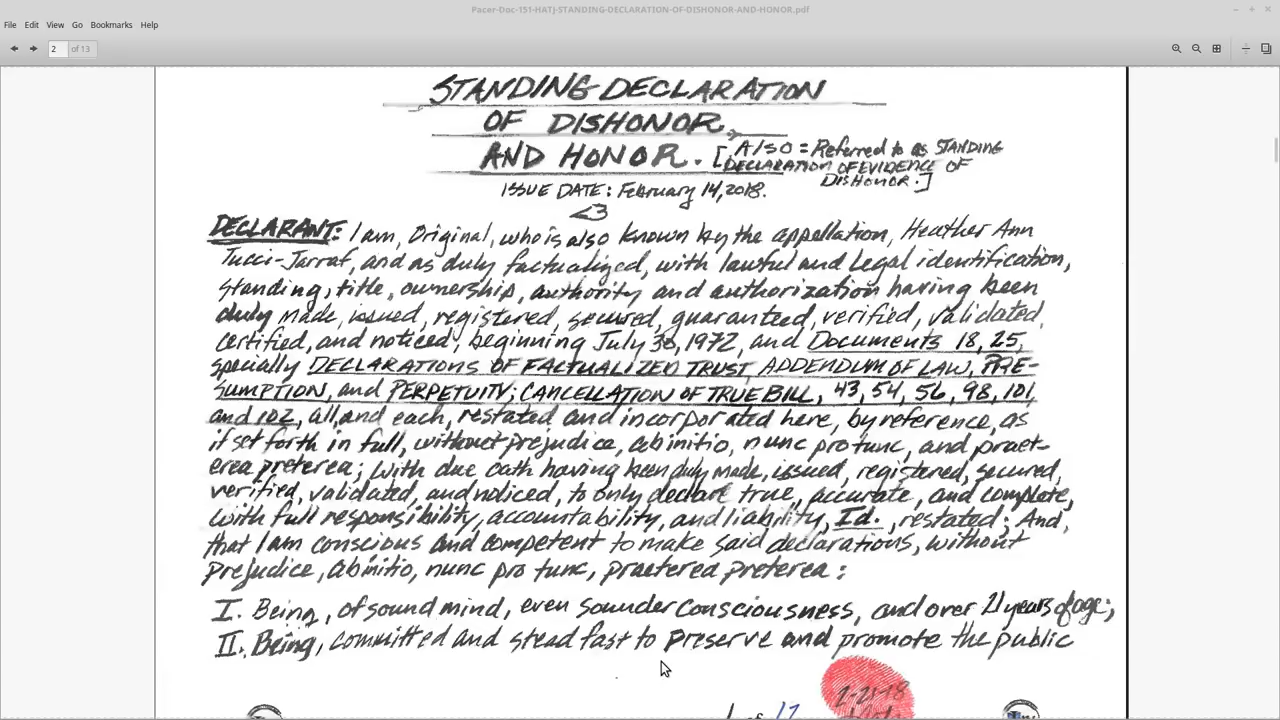 Pacer-Doc-151-HATJ-STANDING-DECLARATION-OF-DISHONOR-AND-HONOR.pdf
File Edit View Go Bookmarks Help
2 of 13
STANDING DECLARATION
OF DISHONOR
AND HONOR. [Also = Referred to as STANDING
DECLARATION OF EVIDENCE OF
DISHONOR.]
ISSUE DATE: February 14, 2018.
<3
DECLARANT: I am, Original, who is also known by the appellation, Heather Ann
Tucci-Jarraf, and as duly factualized, with lawful and legal identification,
standing, title, ownership, authority and authorization having been
duly made, issued, registered, secured, guaranteed, verified, validated,
certified, and noticed, beginning July 30, 1972, and Documents 18, 25,
specially DECLARATIONS OF FACTUALIZED TRUST, ADDENDUM OF LAW, PRE-
SUMPTION, and PERPETUITY; CANCELLATION OF TRUE BILL, 43, 54, 56, 98, 101,
and 102, all and each, restated and incorporated here, by reference, as
if set forth in full, without prejudice, ab initio, nunc pro tunc, and praet-
erea preterea; with due oath having been duly made, issued, registered, secured,
verified, validated, and noticed, to only declare true, accurate, and complete,
with full responsibility, accountability, and liability, Id., restated; And,
that I am conscious and competent to make said declarations, without
prejudice, ab initio, nunc pro tunc, praetered preterea:
I. Being, of sound mind, even sounder consciousness, and over 21 years of age;
II. Being, committed and steadfast to preserve and promote the public
2-21-18
1 of 12